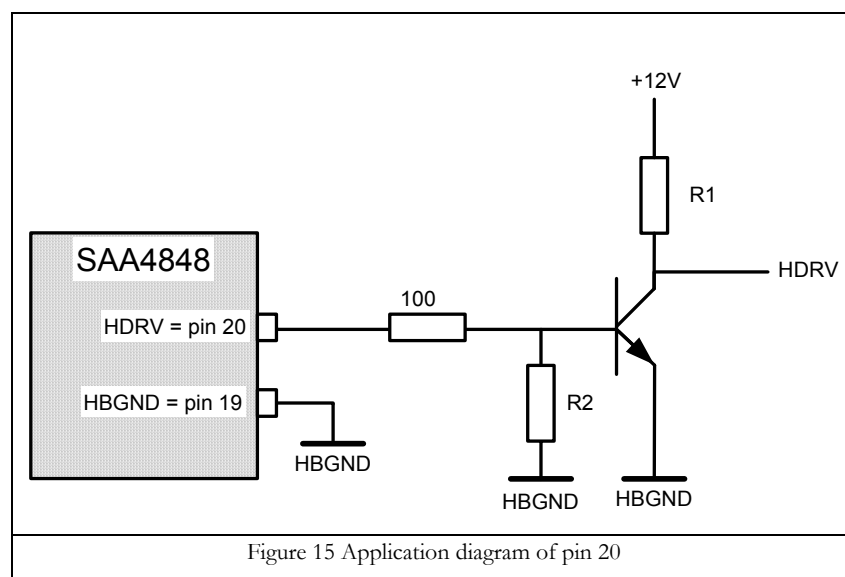 +12V
R1
SAA4848
HDRV
100
HDRV = pin 20
R2
HBGND = pin 19
HBGND
HBGND
HBGND
Figure 15 Application diagram of pin 20